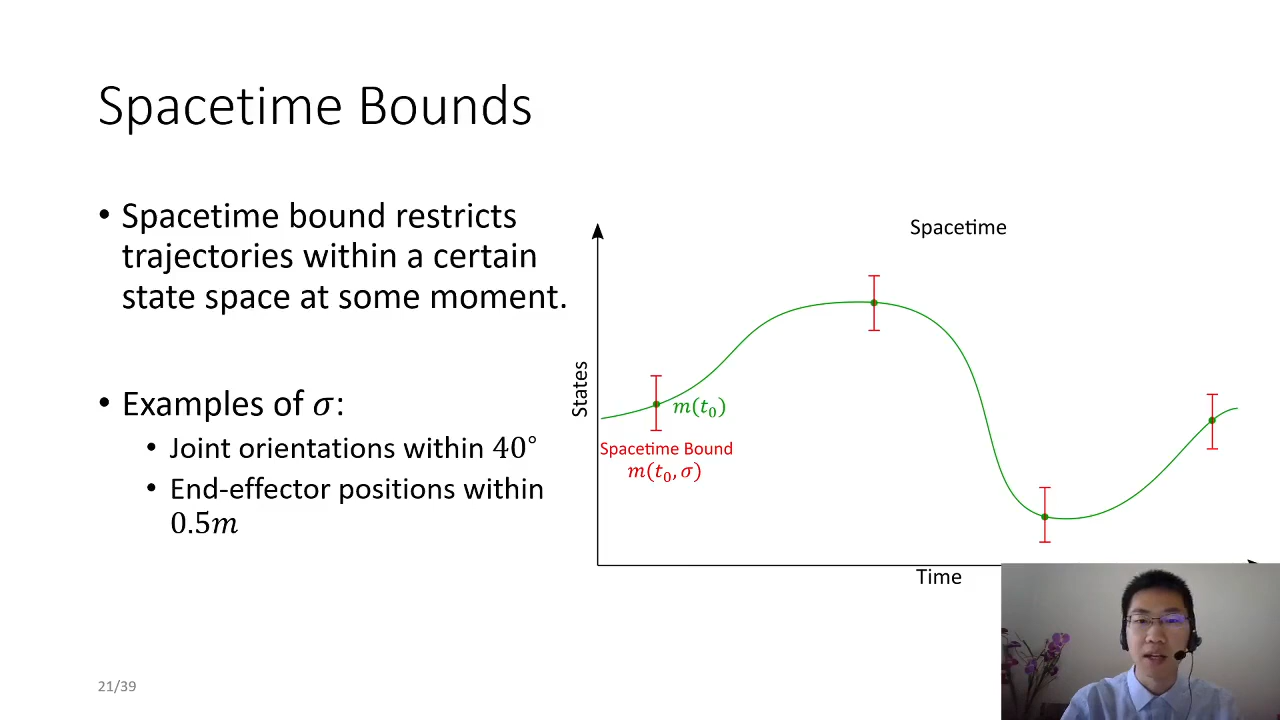 Spacetime Bounds
• Spacetime bound restricts
trajectories within a certain
state space at some moment.
• Examples of σ:
• Joint orientations within 40°
• End-effector positions within
0.5m
Spacetime
States
m(t₀)
Spacetime Bound
m(t₀, σ)
Time
21/39